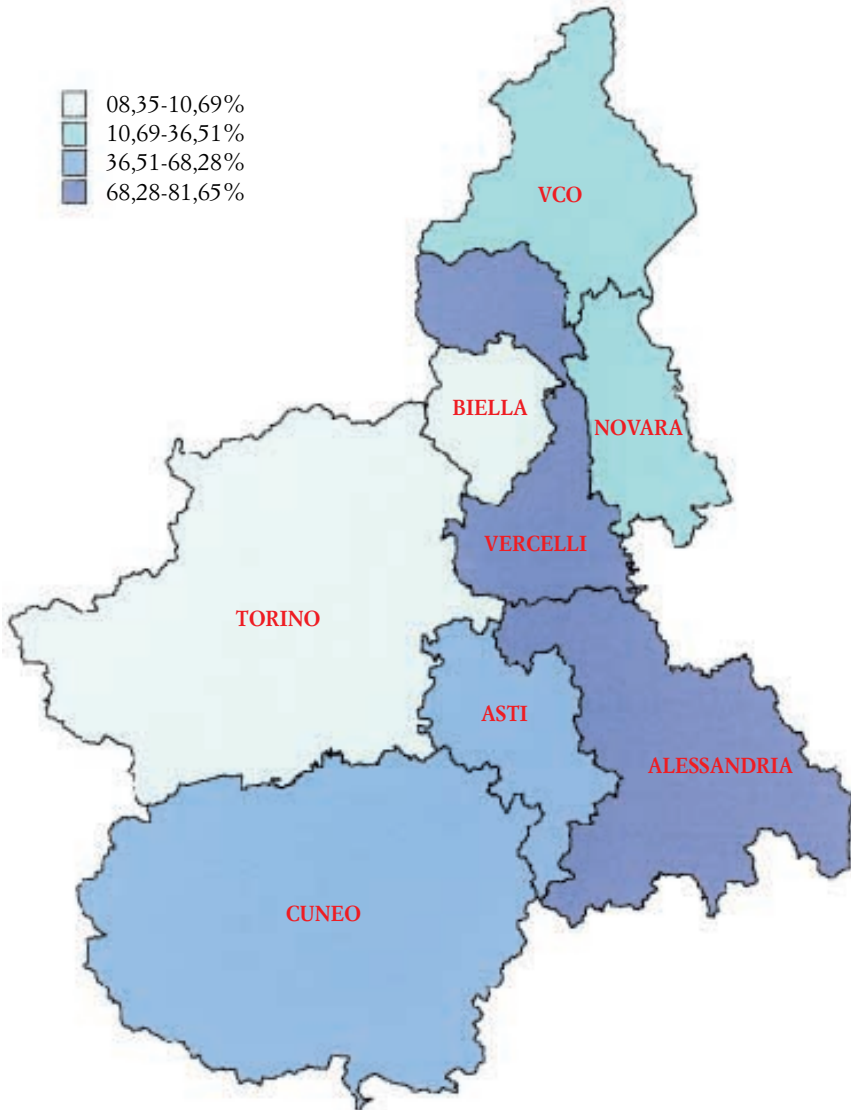 08,35-10,69%
10,69-36,51%
36,51-68,28%
68,28-81,65%
VCO
BIELLA
NOVARA
VERCELLI
TORINO
ASTI
ALESSANDRIA
CUNEO